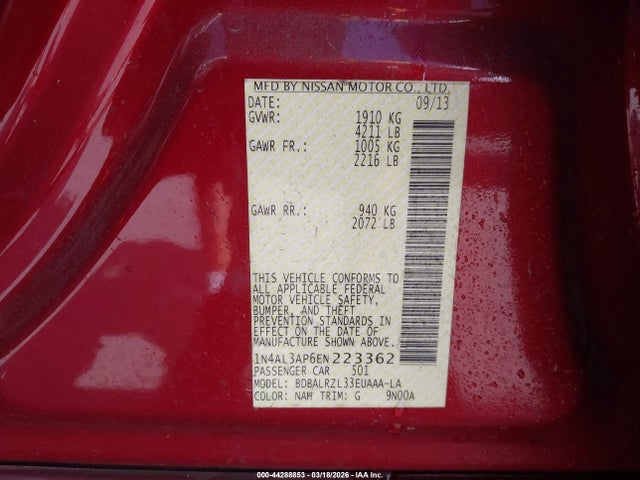 MFD BY NISSAN MOTOR CO., LTD.
DATE: 09/13
GVWR: 1910 KG
4211 LB
GAWR FR.: 1005 KG
2216 LB
GAWR RR.: 940 KG
2072 LB
THIS VEHICLE CONFORMS TO
ALL APPLICABLE FEDERAL
MOTOR VEHICLE SAFETY,
BUMPER, AND THEFT
PREVENTION STANDARDS IN
EFFECT ON THE DATE OF
MANUFACTURE SHOWN ABOVE.
1N4AL3AP6EN223362
PASSENGER CAR 501
MODEL: BDBALRZL33EUAAA-LA
COLOR: NAH TRIM: G 9N00A
000-44288853 - 03/18/2026 - IAA Inc.